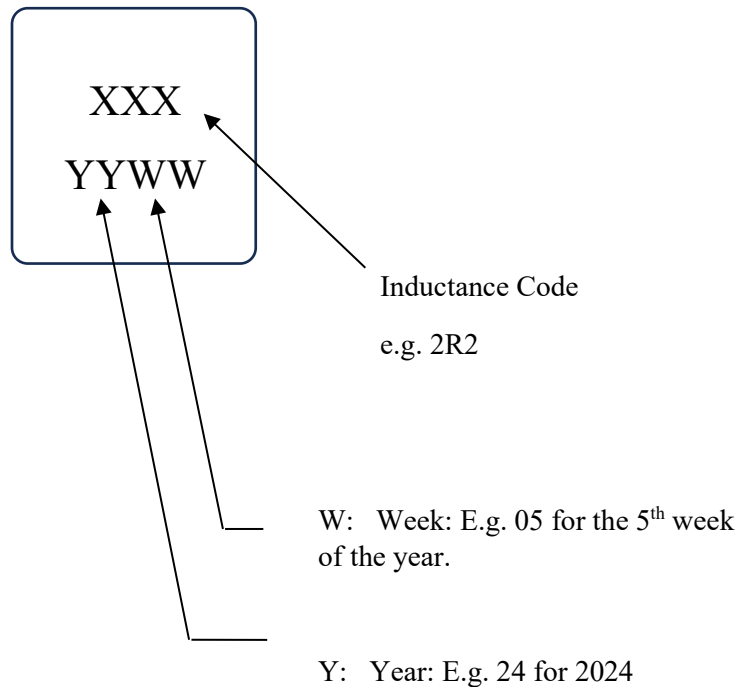 XXX
YYWW
Inductance Code
e.g. 2R2
W: Week: E.g. 05 for the 5th week
of the year.
Y: Year: E.g. 24 for 2024